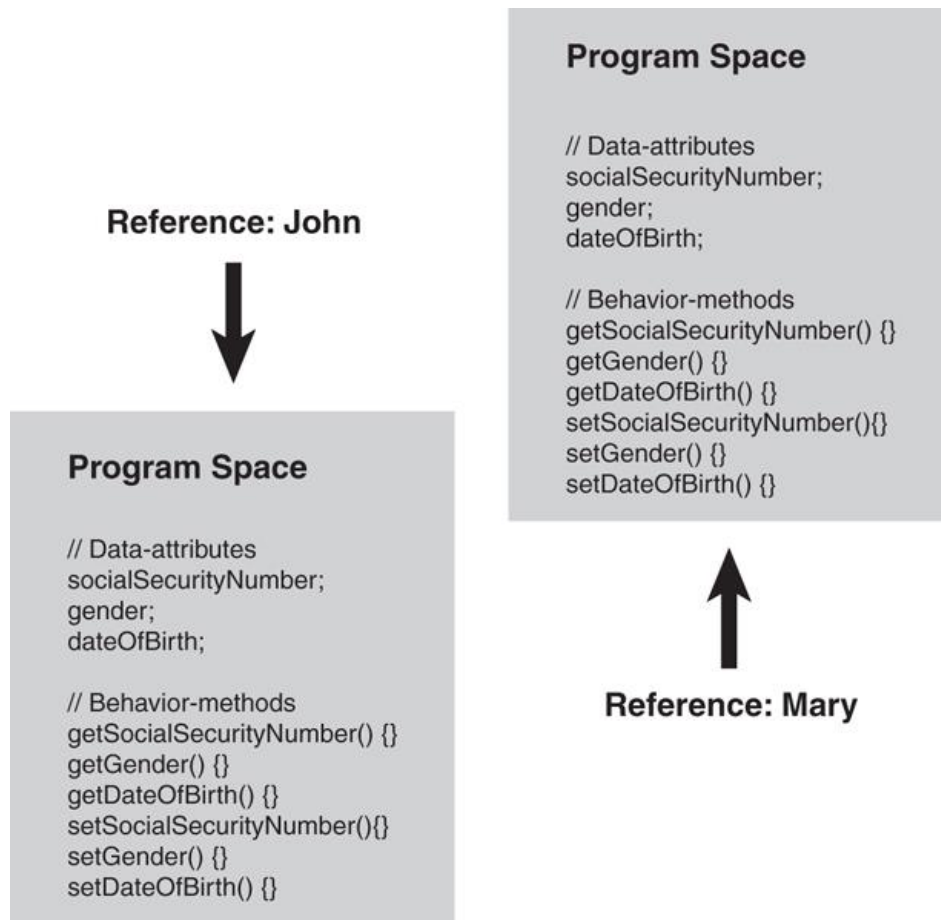 Reference: John
Program Space
// Data-attributes
socialSecurityNumber;
gender;
dateOfBirth;
// Behavior-methods
getSocialSecurityNumber() {}
getGender() {}
getDateOfBirth() {}
setSocialSecurityNumber(){}
setGender() {}
setDateOfBirth() {}
Program Space
// Data-attributes
socialSecurityNumber;
gender;
dateOfBirth;
// Behavior-methods
getSocialSecurityNumber() {}
getGender() {}
getDateOfBirth() {}
setSocialSecurityNumber(){}
setGender() {}
setDateOfBirth() {}
Reference: Mary